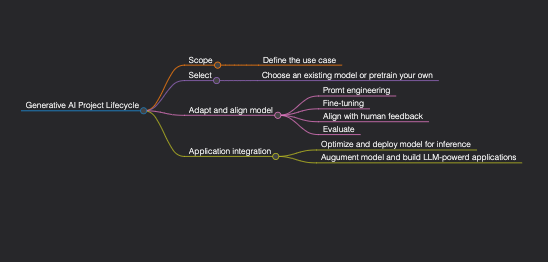 Scope
Define the use case
Select
Choose an existing model or pretrain your own
Generative AI Project Lifecycle
Adapt and align model
Promt engineering
Fine-tuning
Align with human feedback
Evaluate
Application integration
Optimize and deploy model for inference
Augument model and build LLM-powerd applications